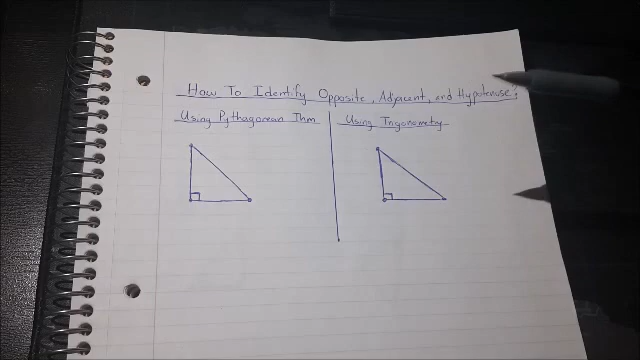 How To Identify Opposite, Adjacent, and Hypotenuse?
Using Pythagorean Thm
Using Trigonometry